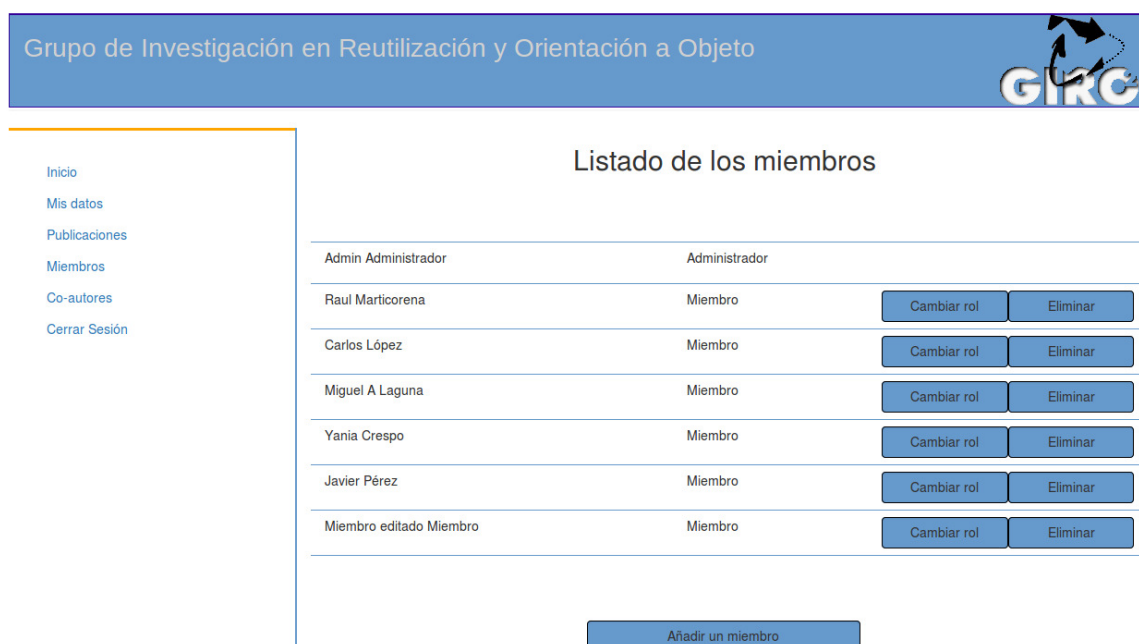 Grupo de Investigación en Reutilización y Orientación a Objeto
GIRO
Inicio
Mis datos
Publicaciones
Miembros
Co-autores
Cerrar Sesión
Listado de los miembros
Admin Administrador Administrador
Raul Marticorena Miembro Cambiar rol Eliminar
Carlos López Miembro Cambiar rol Eliminar
Miguel A Laguna Miembro Cambiar rol Eliminar
Yania Crespo Miembro Cambiar rol Eliminar
Javier Pérez Miembro Cambiar rol Eliminar
Miembro editado Miembro Miembro Cambiar rol Eliminar
Añadir un miembro